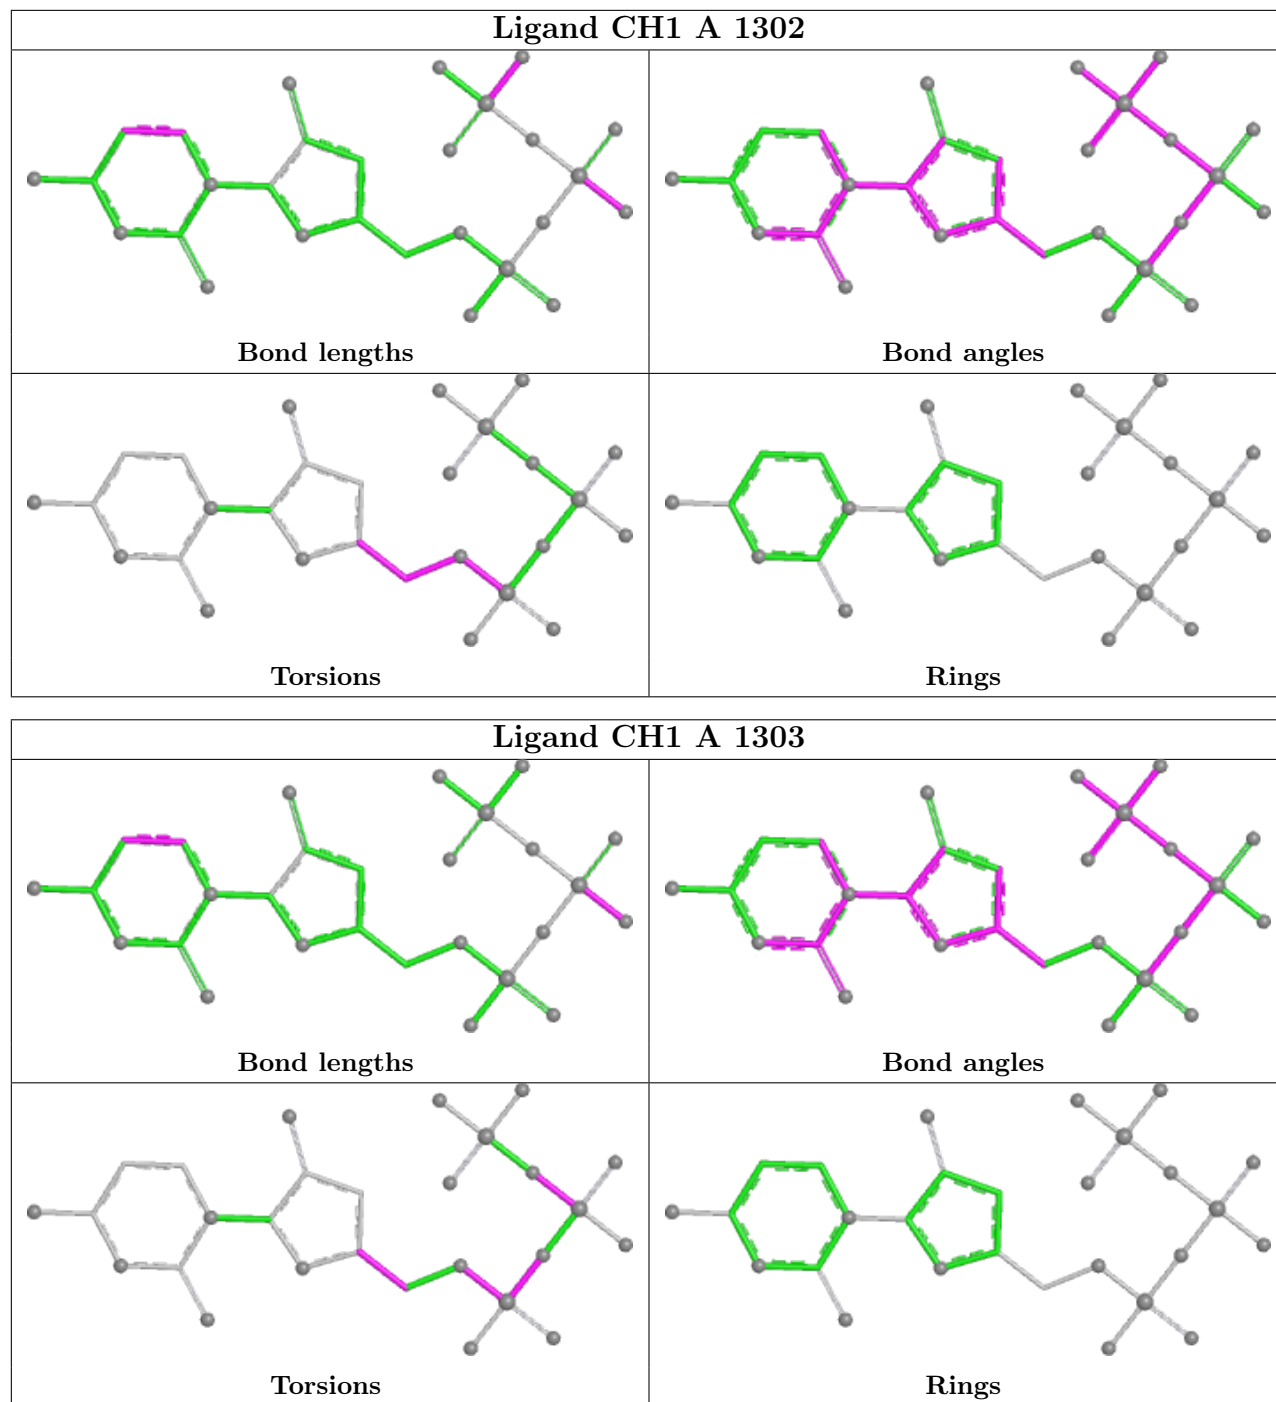 Ligand CH1 A 1302
Bond lengths
Bond angles
Torsions
Rings
Ligand CH1 A 1303
Bond lengths
Bond angles
Torsions
Rings